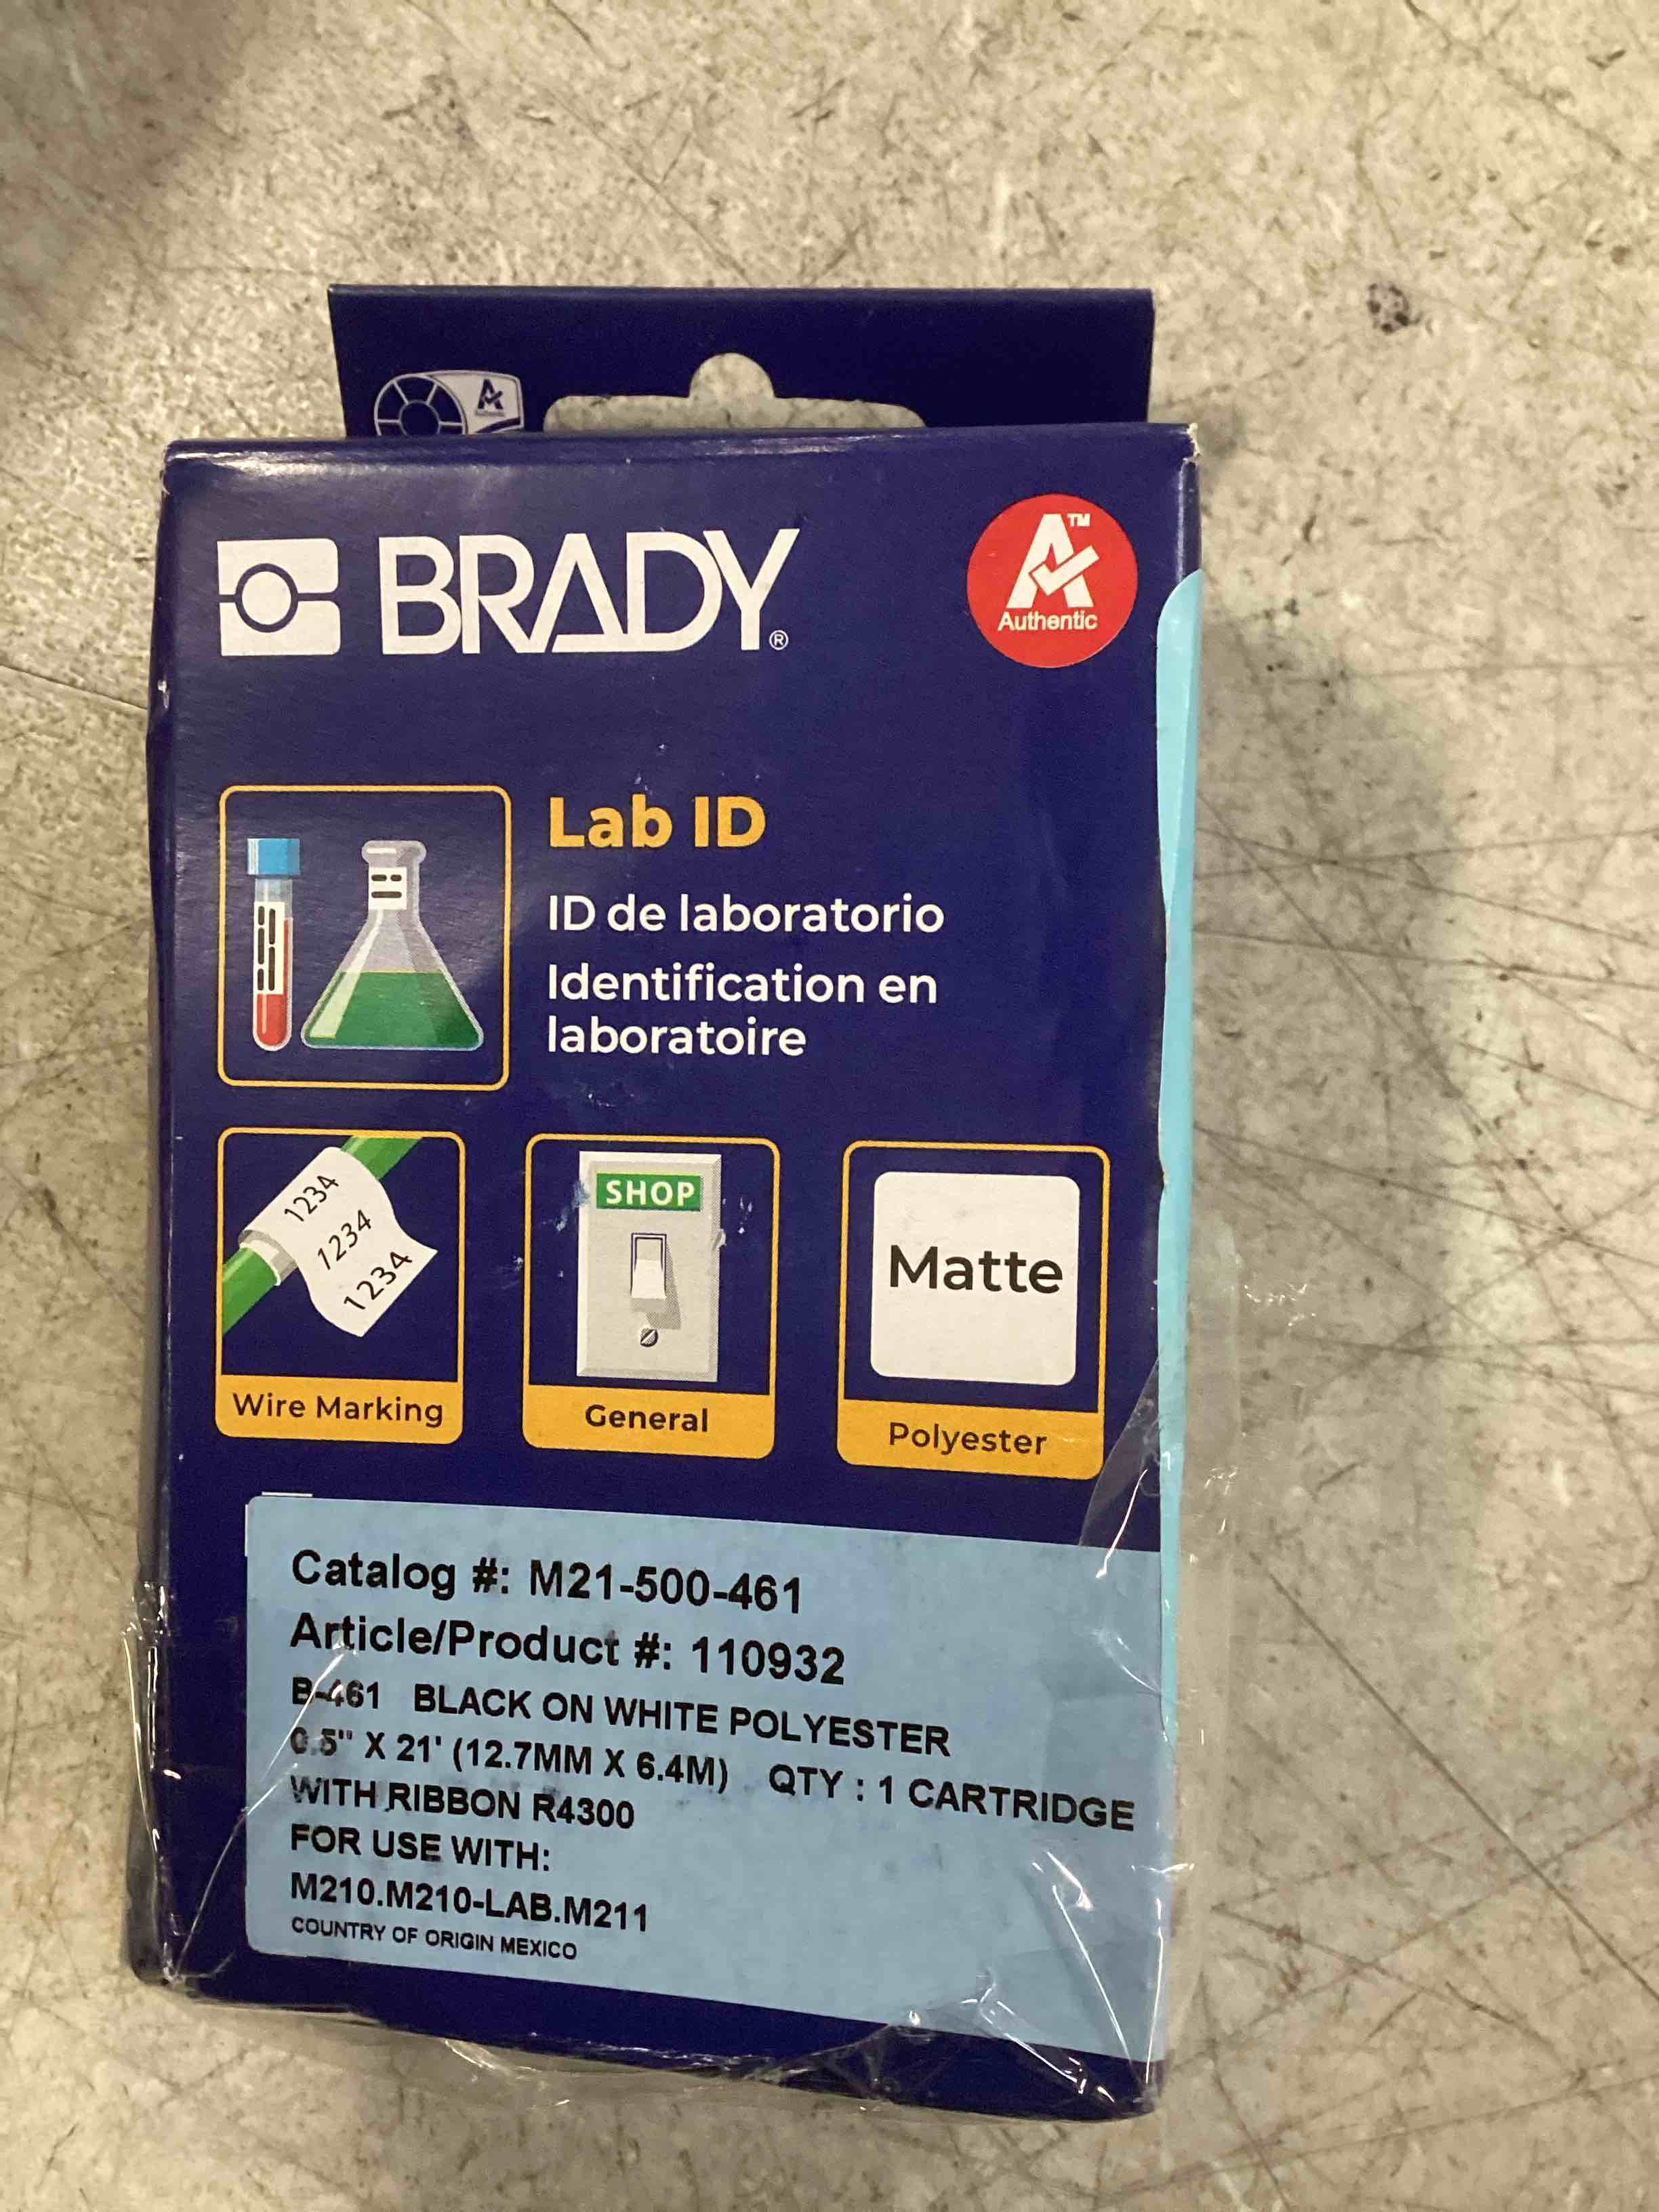 BRADY®
A™
Authentic
Lab ID
ID de laboratorio
Identification en
laboratoire
1234
1234
1234
SHOP
Matte
Wire Marking
General
Polyester
Catalog #: M21-500-461
Article/Product #: 110932
B-461 BLACK ON WHITE POLYESTER
0.5" X 21' (12.7MM X 6.4M) QTY : 1 CARTRIDGE
WITH RIBBON R4300
FOR USE WITH:
M210.M210-LAB.M211
COUNTRY OF ORIGIN MEXICO